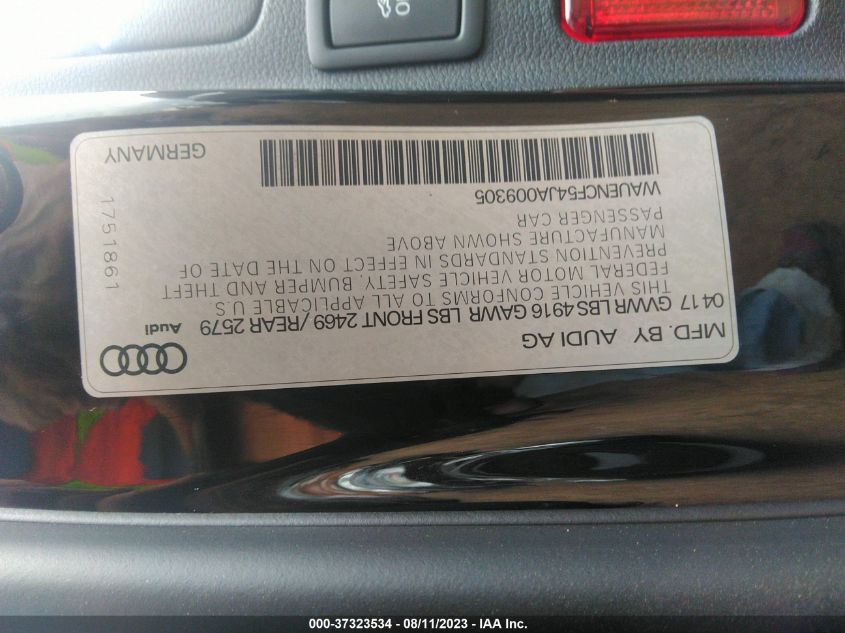 MFD. BY AUDI AG
04 17 GWWR LBS 4916 GAWR LBS FRONT 2469 / REAR 2579
THIS VEHICLE CONFORMS TO ALL APPLICABLE U.S
FEDERAL MOTOR VEHICLE SAFETY, BUMPER AND THEFT
PREVENTION STANDARDS IN EFFECT ON THE DATE OF
MANUFACTURE SHOWN ABOVE
PASSENGER CAR
WAUENCF54JA009305
Audi
1751861
GERMANY
000-37323534 - 08/11/2023 - IAA Inc.